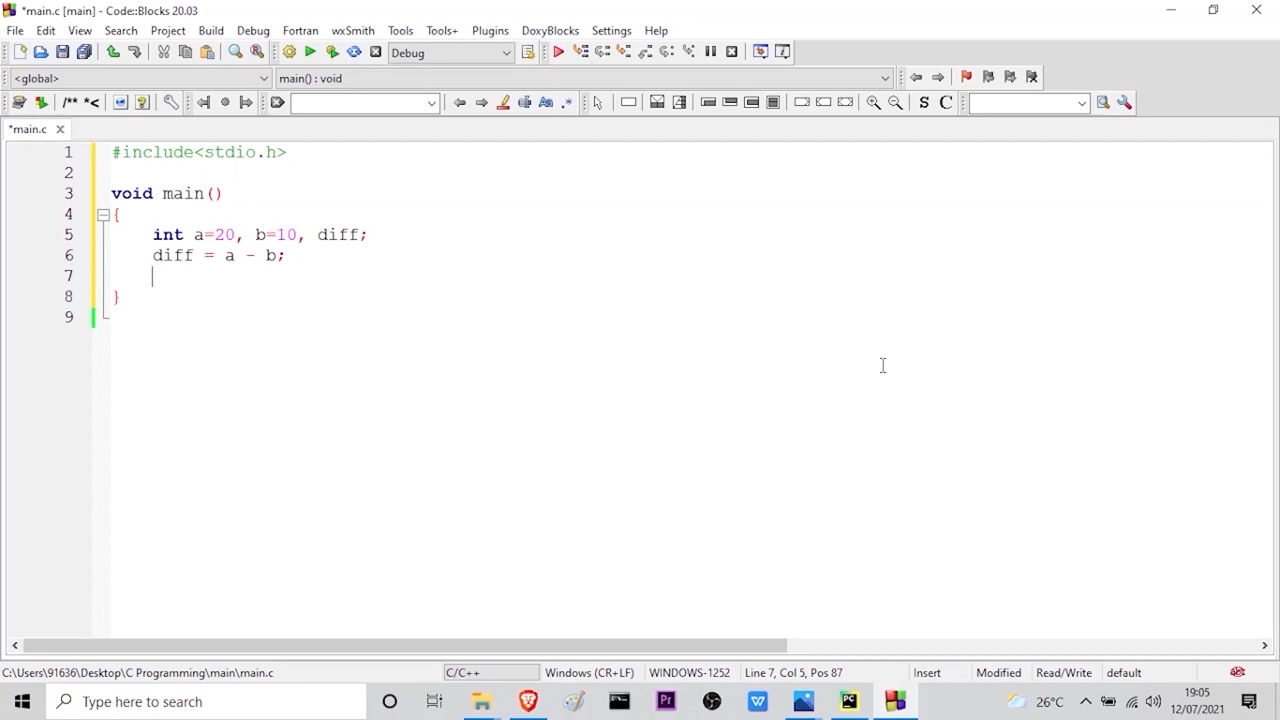 *main.c [main] - Code::Blocks 20.03
File Edit View Search Project Build Debug Fortran wxSmith Tools Tools+ Plugins DoxyBlocks Settings Help
Debug
<global> main() : void
/** *< Aa .* S C
*main.c
1 #include<stdio.h>
2
3 void main()
4 {
5 int a=20, b=10, diff;
6 diff = a - b;
7
8 }
9
C:\Users\91636\Desktop\C Programming\main\main.c C/C++ Windows (CR+LF) WINDOWS-1252 Line 7, Col 5, Pos 87 Insert Modified Read/Write default
Type here to search Pr W PC 26°C 19:05
12/07/2021